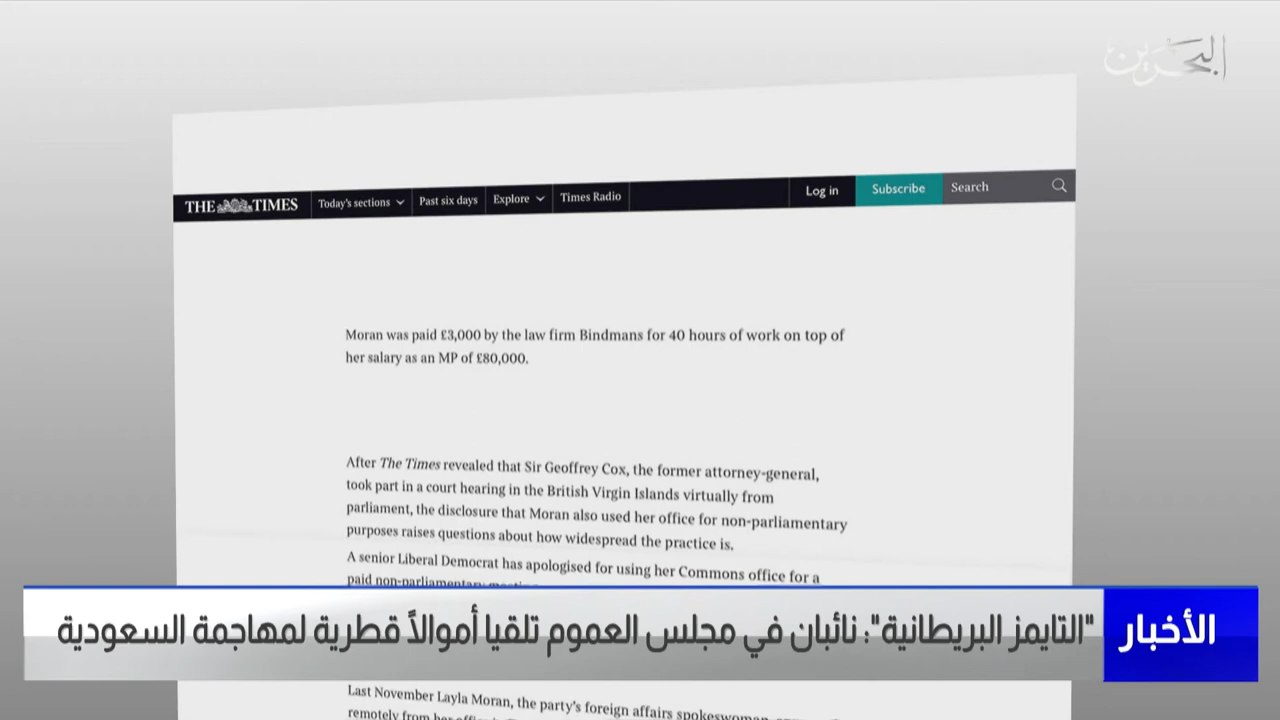 البحرين
THE TIMES Today's sections Past six days Explore Times Radio Log in Subscribe Search
Moran was paid £3,000 by the law firm Bindmans for 40 hours of work on top of
her salary as an MP of £80,000.
After The Times revealed that Sir Geoffrey Cox, the former attorney-general,
took part in a court hearing in the British Virgin Islands virtually from
parliament, the disclosure that Moran also used her office for non-parliamentary
purposes raises questions about how widespread the practice is.
A senior Liberal Democrat has apologised for using her Commons office for a
paid non-parliamentary
الأخبار "التايمز البريطانية": نائبان في مجلس العموم تلقيا أموالاً قطرية لمهاجمة السعودية
Last November Layla Moran, the party's foreign affairs spokeswoman,
remotely from her